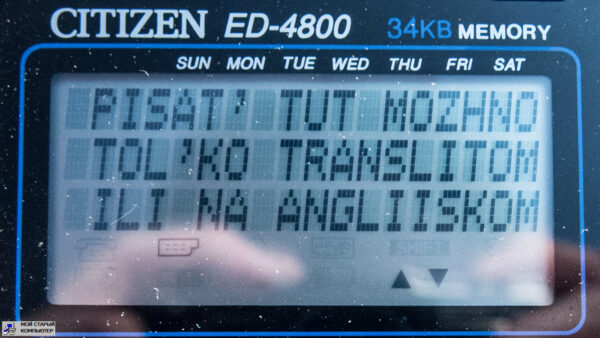 CITIZEN ED-4800 34KB MEMORY
SUN MON TUE WED THU FRI SAT
PISAT' TUT MOZHNO
TOL'KO TRANSLITOM
ILI NA ANGLIISKOM
SHIFT
МОЙ СТАРЫЙ
КОМПЬЮТЕР